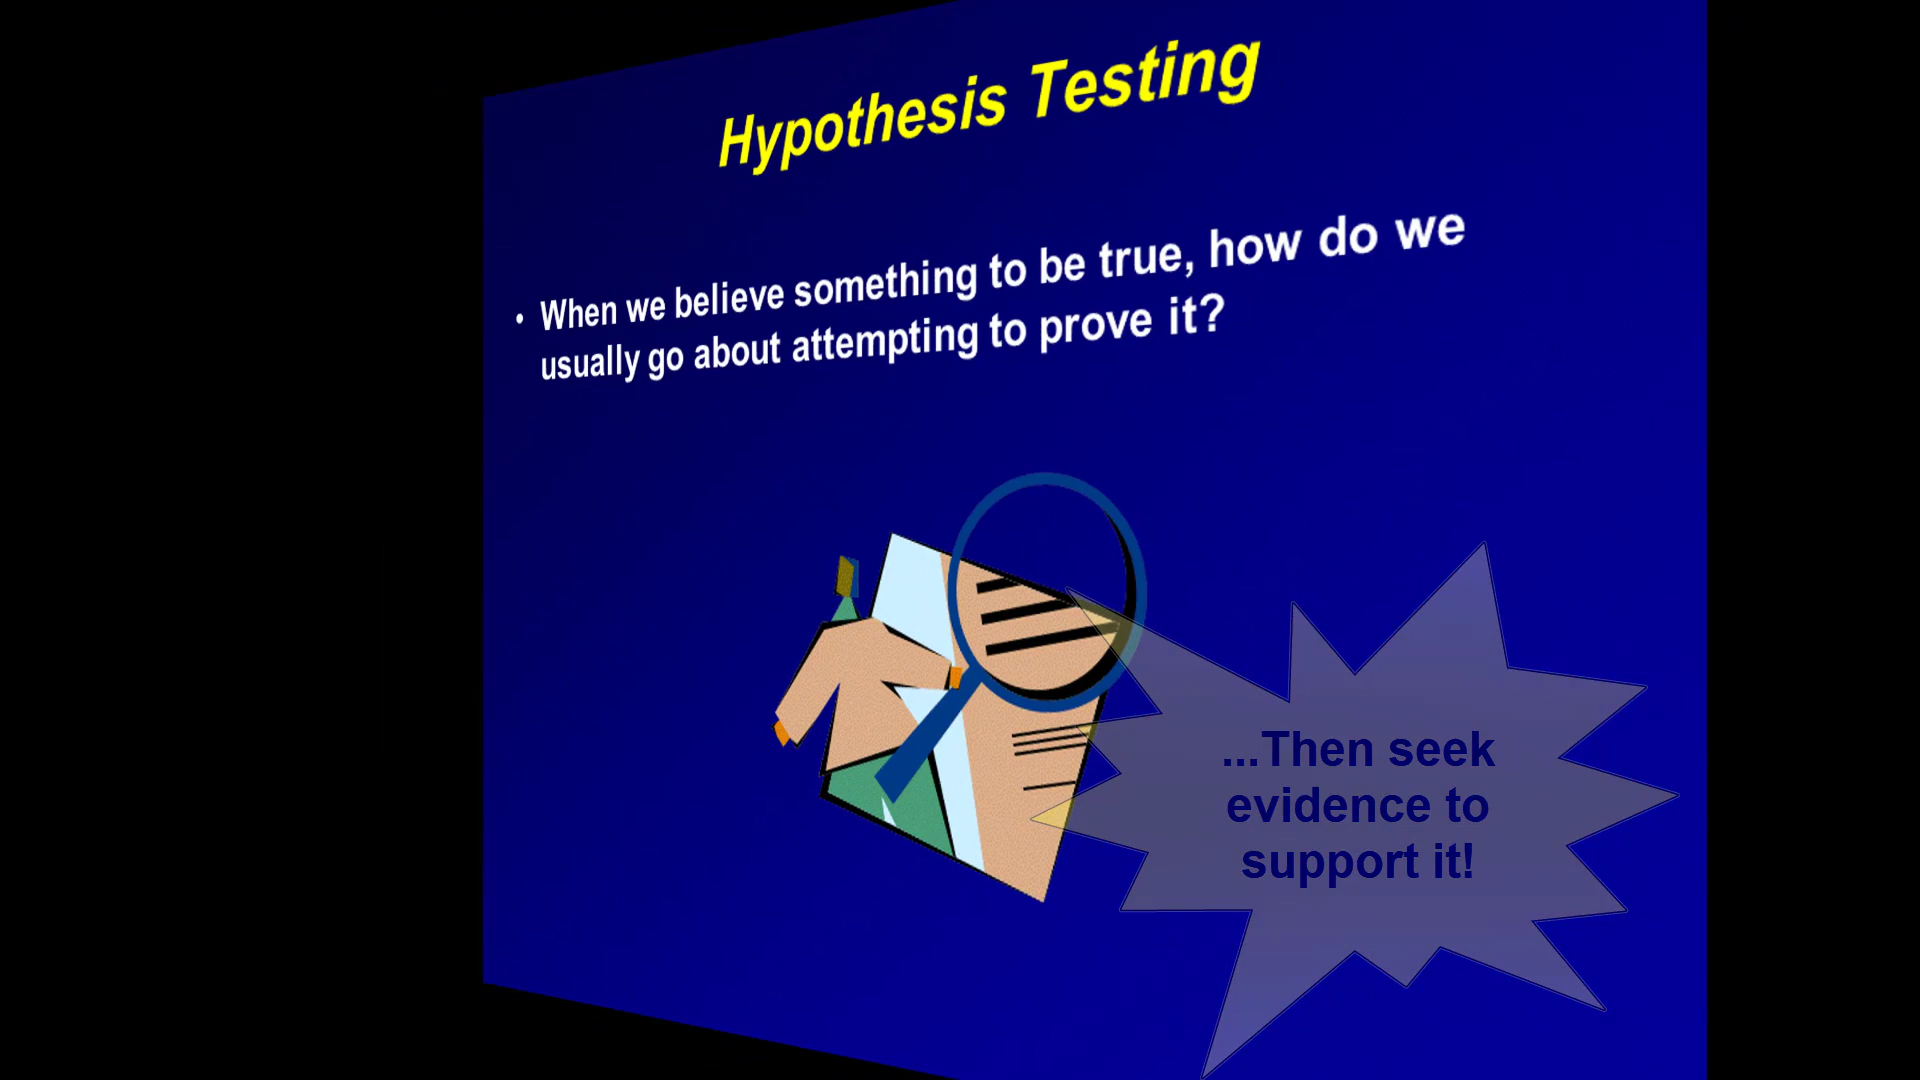 Hypothesis Testing
• When we believe something to be true, how do we
usually go about attempting to prove it?
...Then seek
evidence to
support it!